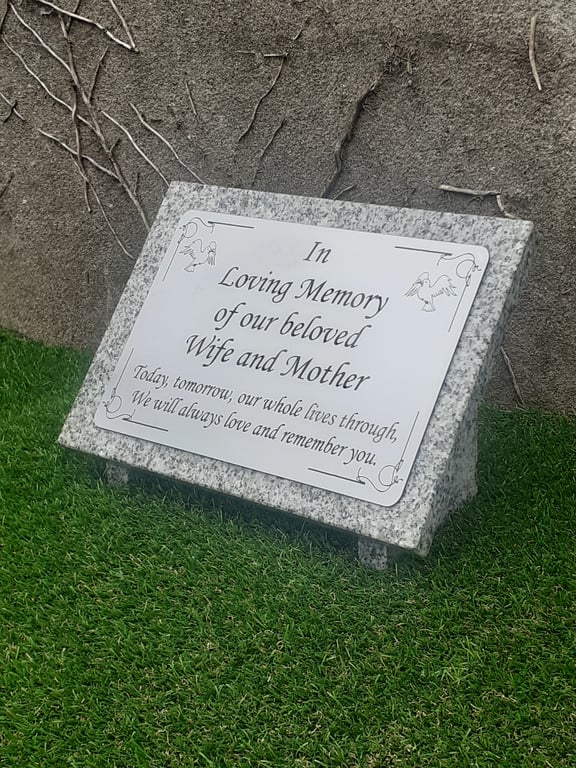 In
Loving Memory
of our beloved
Wife and Mother
Today, tomorrow, our whole lives through,
We will always love and remember you.